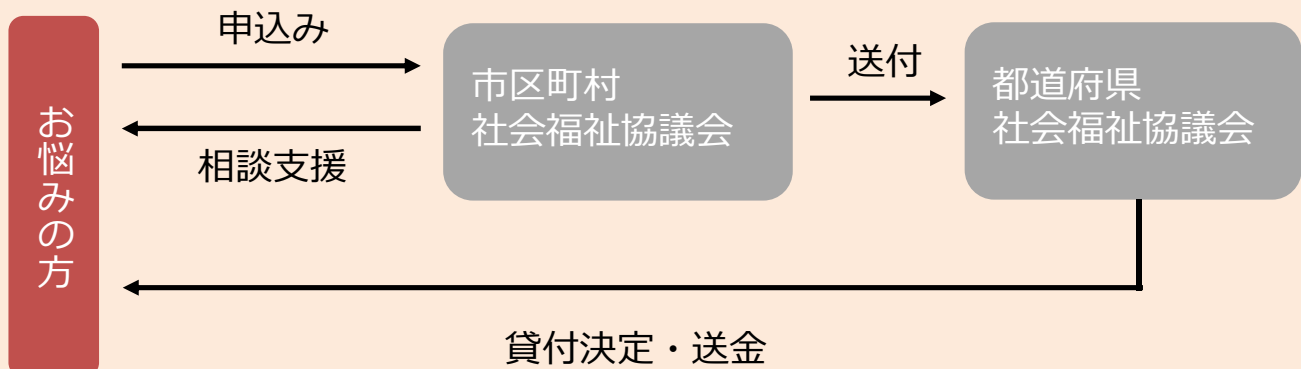 お悩みの方
申込み
相談支援
市区町村
社会福祉協議会
送付
都道府県
社会福祉協議会
貸付決定・送金